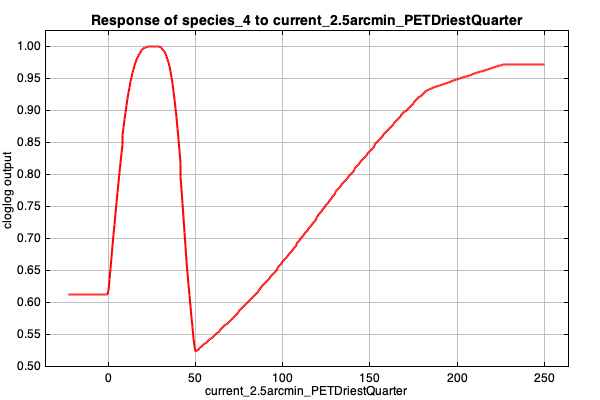 Response of species_4 to current_2.5arcmin_PETDriestQuarter
1.00
0.95
0.90
0.85
0.80
0.75
0.70
0.65
0.60
0.55
0.50
cloglog output
0 50 100 150 200 250
current_2.5arcmin_PETDriestQuarter